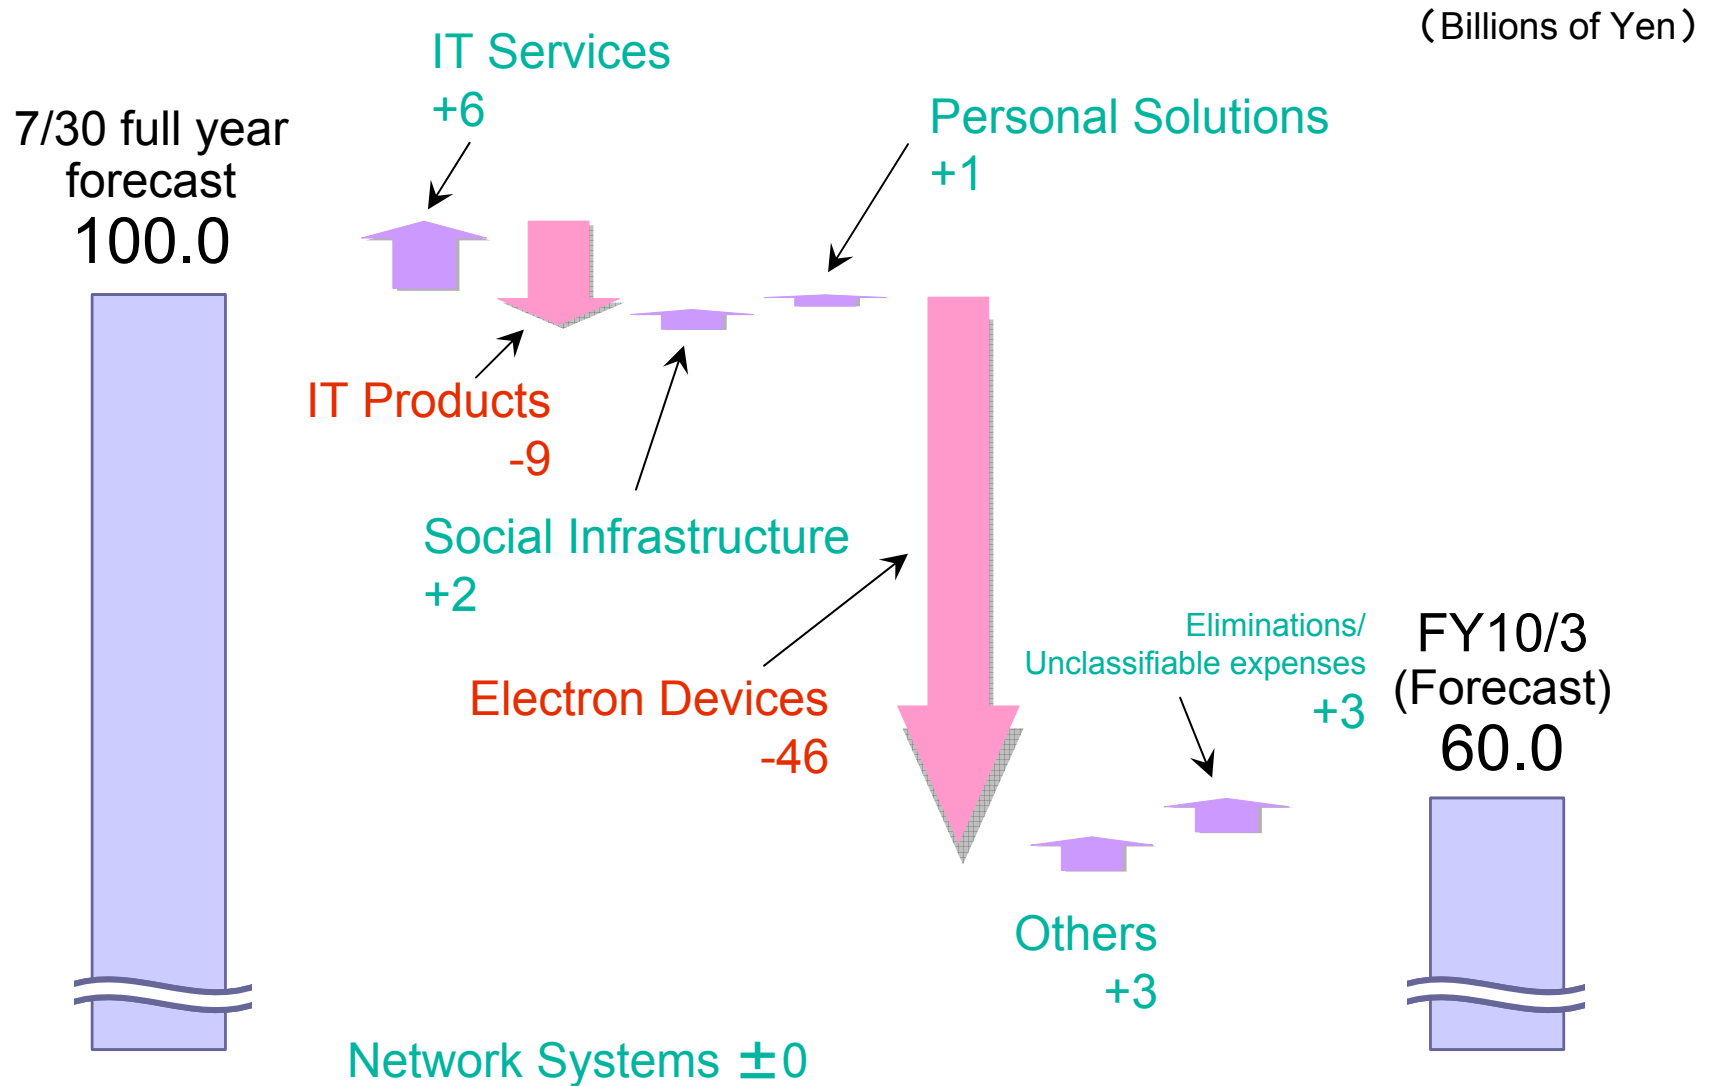 （Billions of Yen）
IT Services
+6
7/30 full year
forecast
100.0
Personal Solutions
+1
IT Products
-9
Social Infrastructure
+2
Electron Devices
-46
Eliminations/
Unclassifiable expenses
+3
FY10/3
(Forecast)
60.0
Others
+3
Network Systems ±0